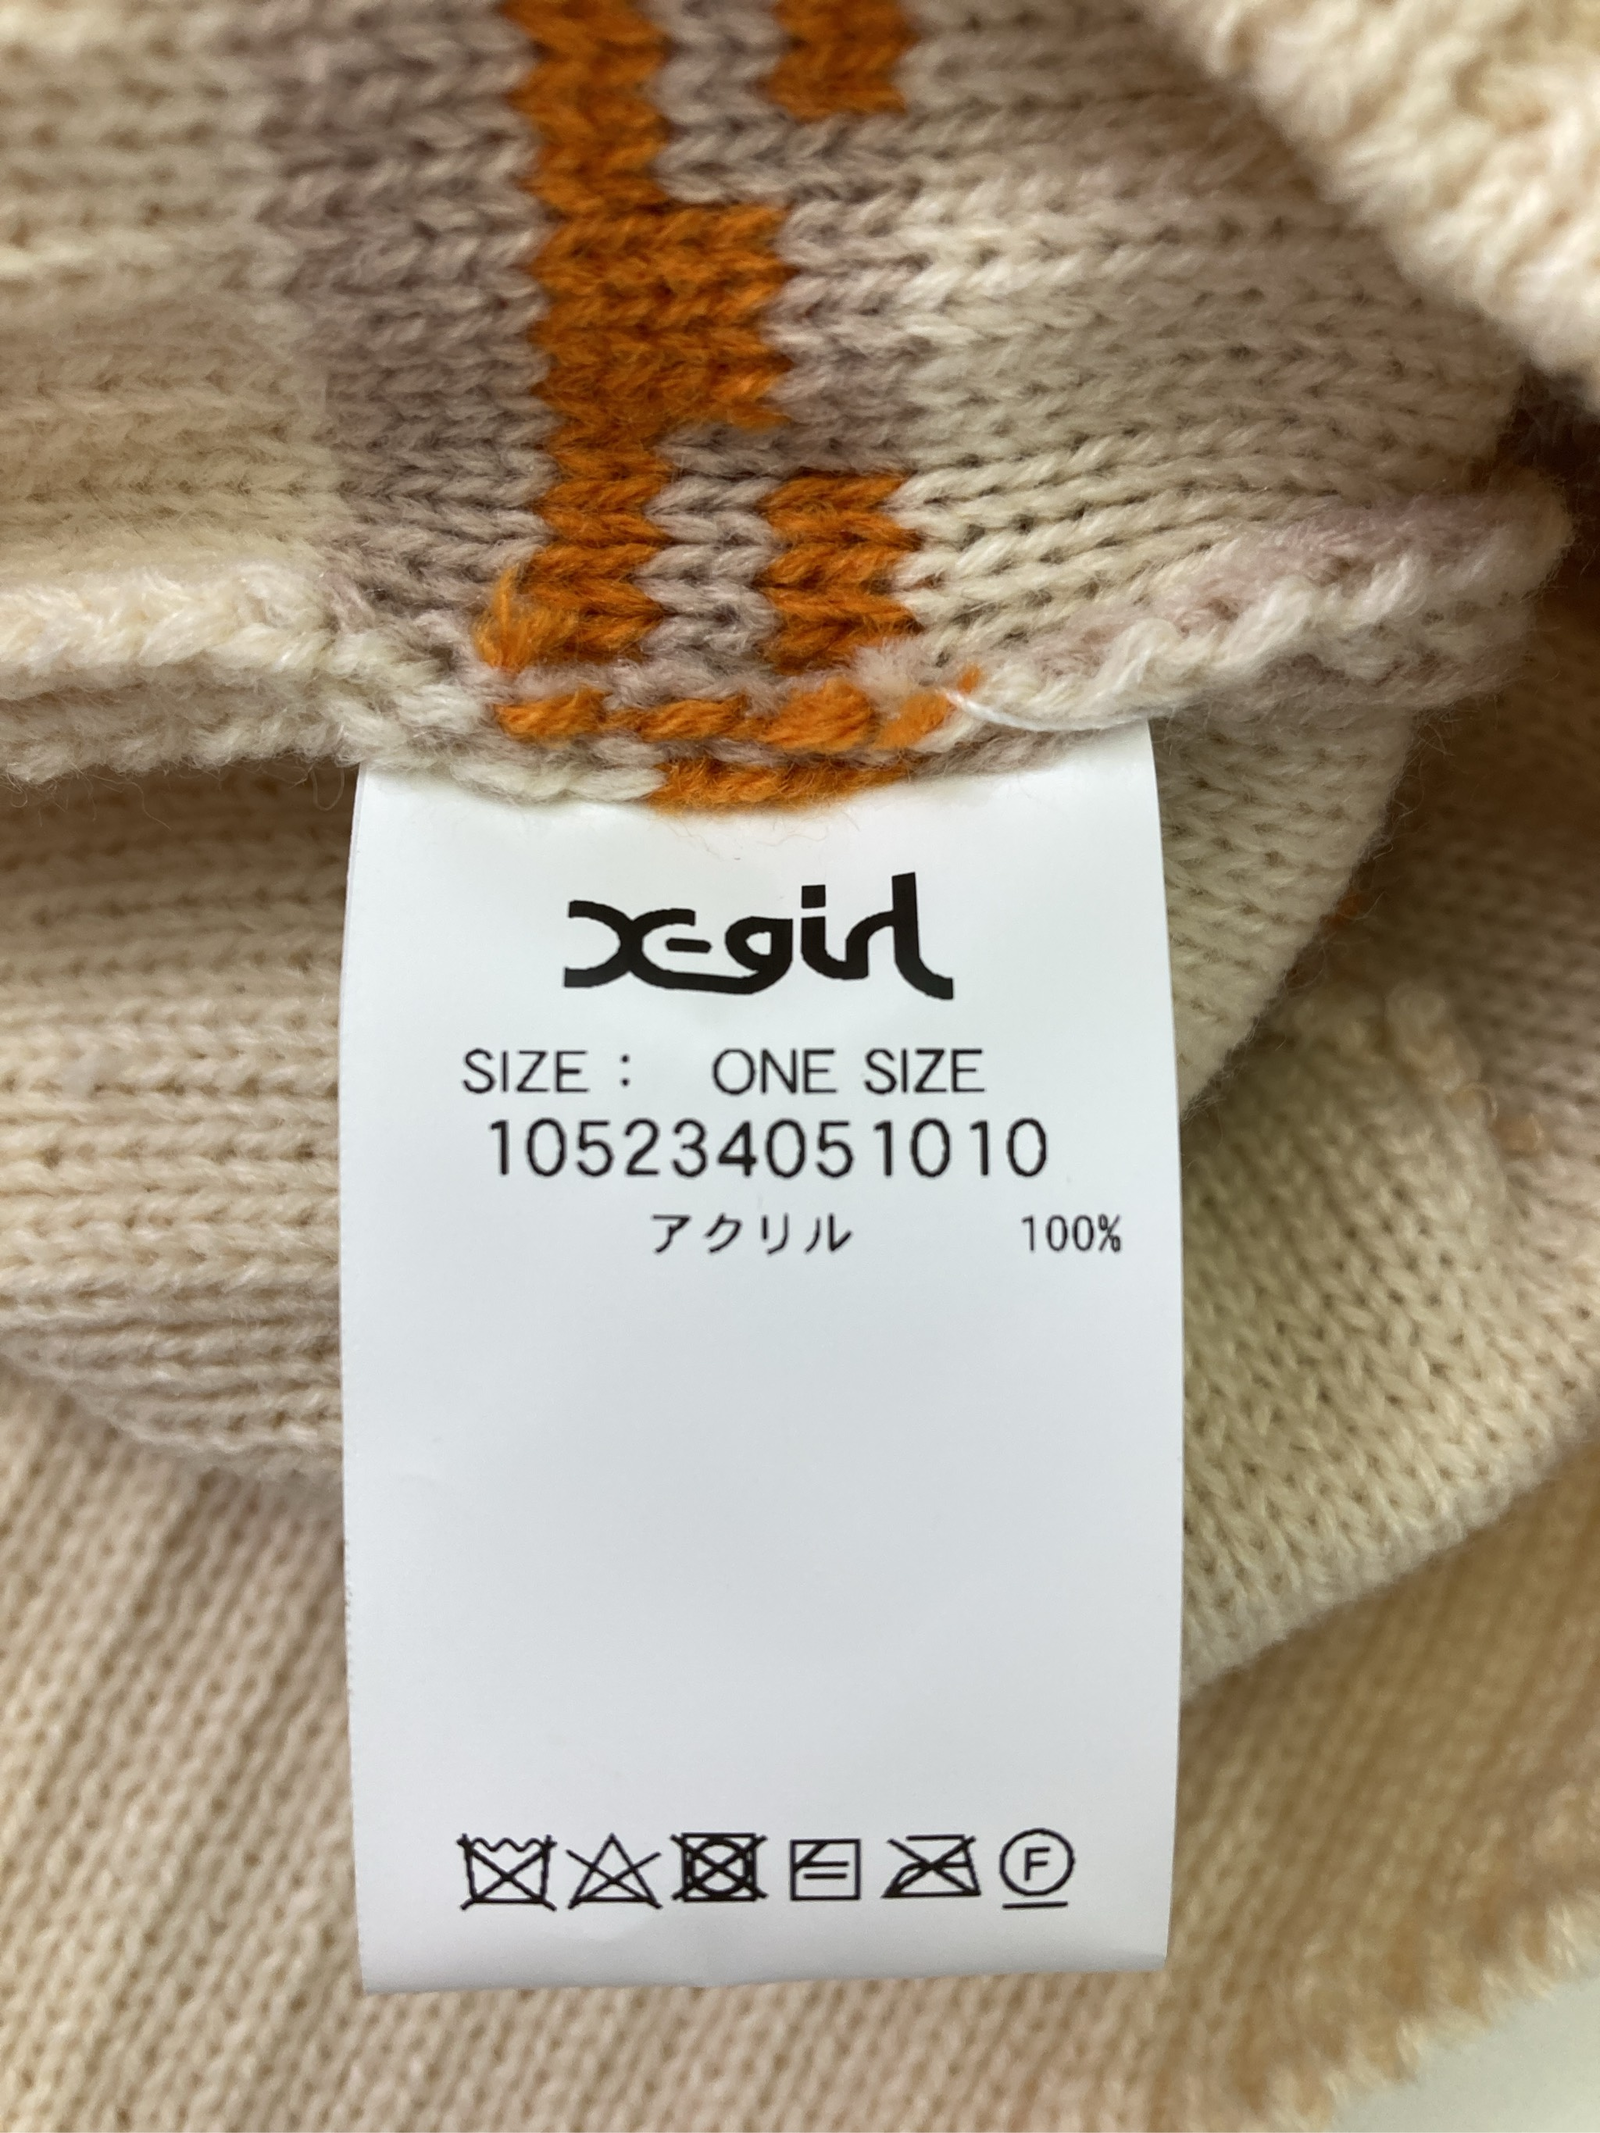 X-girl
SIZE： ONE SIZE
105234051010
アクリル 100%
F